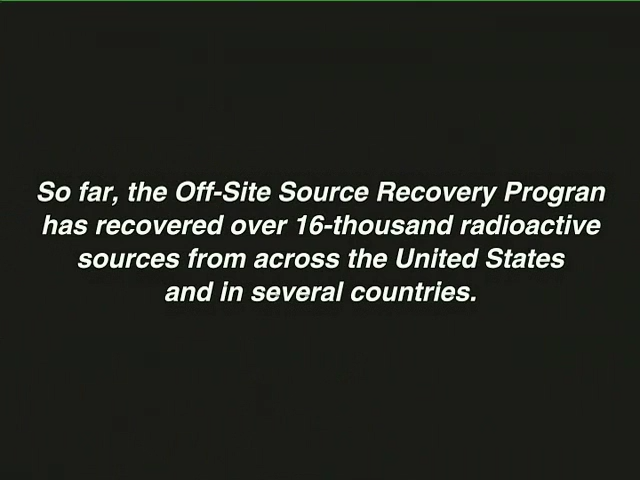 So far, the Off-Site Source Recovery Progran
has recovered over 16-thousand radioactive
sources from across the United States
and in several countries.